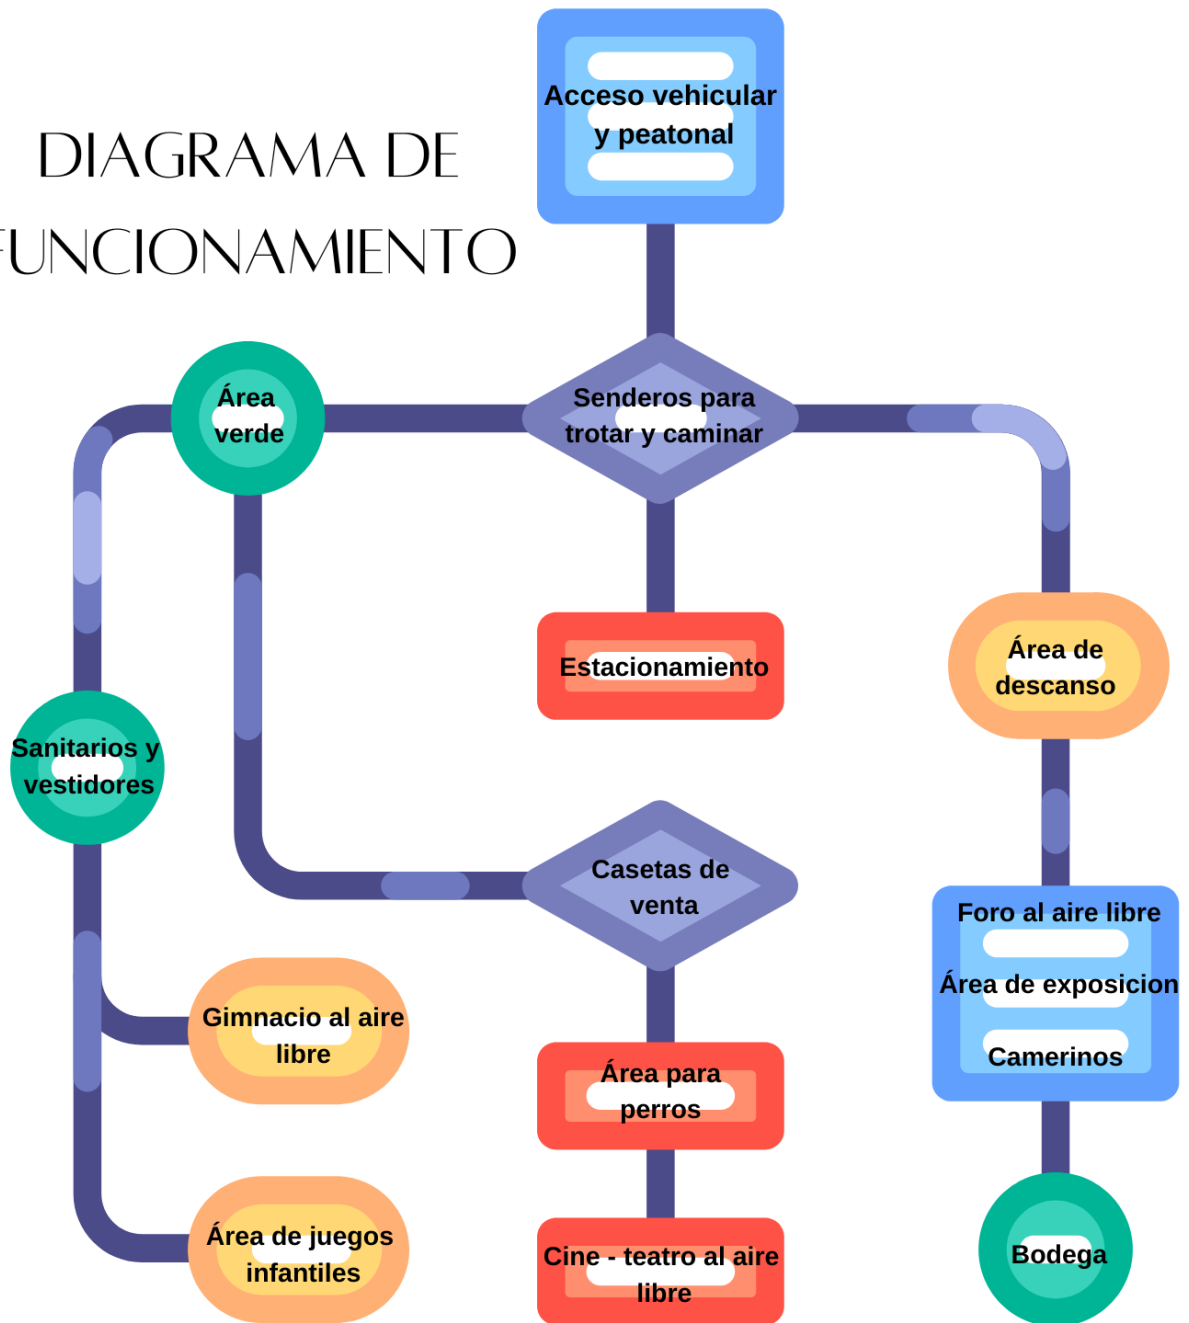 DIAGRAMA DE
FUNCIONAMIENTO
Acceso vehicular
y peatonal
Área
verde
Senderos para
trotar y caminar
Estacionamiento
Área de
descanso
Sanitarios y
vestidores
Casetas de
venta
Foro al aire libre
Área de exposicion
Camerinos
Gimnacio al aire
libre
Área para
perros
Área de juegos
infantiles
Cine - teatro al aire
libre
Bodega